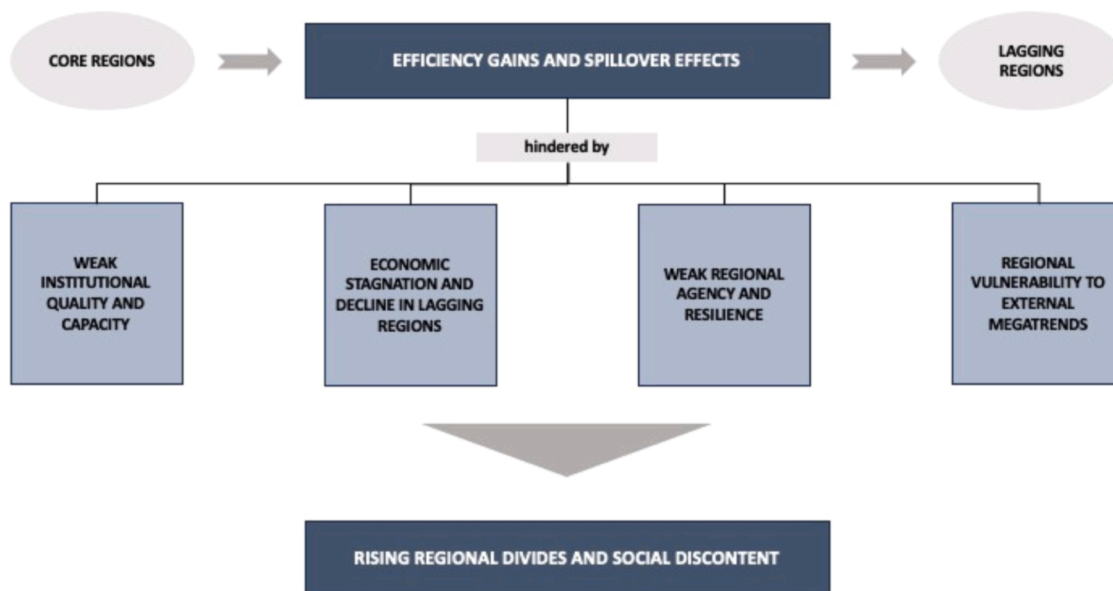 CORE REGIONS
EFFICIENCY GAINS AND SPILLOVER EFFECTS
LAGGING
REGIONS
hindered by
WEAK
INSTITUTIONAL
QUALITY AND
CAPACITY
ECONOMIC
STAGNATION AND
DECLINE IN LAGGING
REGIONS
WEAK REGIONAL
AGENCY AND
RESILIENCE
REGIONAL
VULNERABILITY TO
EXTERNAL
MEGATRENDS
RISING REGIONAL DIVIDES AND SOCIAL DISCONTENT